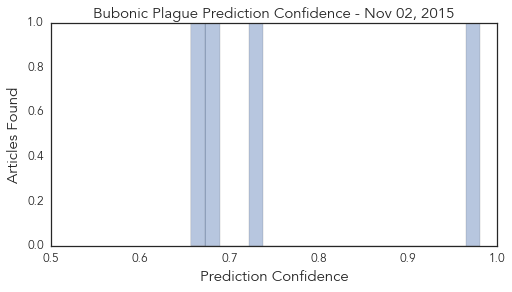 Bubonic Plague Prediction Confidence - Nov 02, 2015
1.0
0.8
0.6
0.4
0.2
0.0
Articles Found
0.5 0.6 0.7 0.8 0.9 1.0
Prediction Confidence